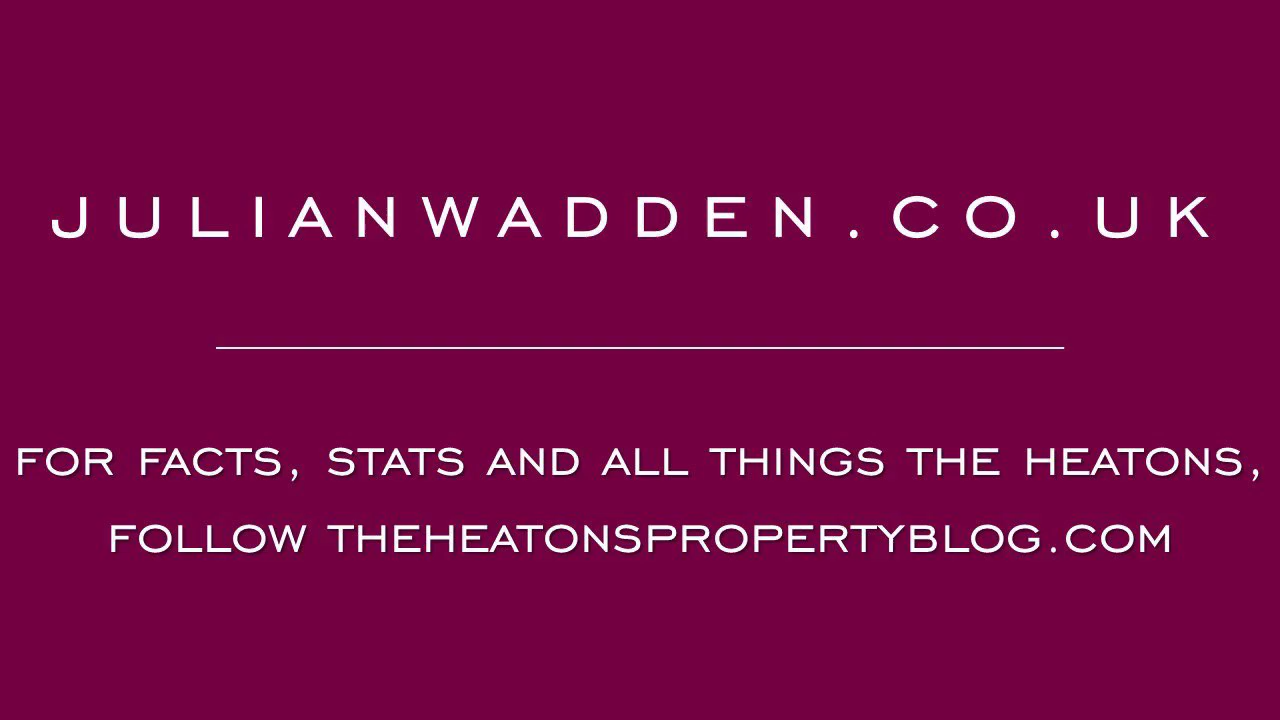 JULIANWADDEN.CO.UK
FOR FACTS, STATS AND ALL THINGS THE HEATONS,
FOLLOW THEHEATONSPROPERTYBLOG.COM